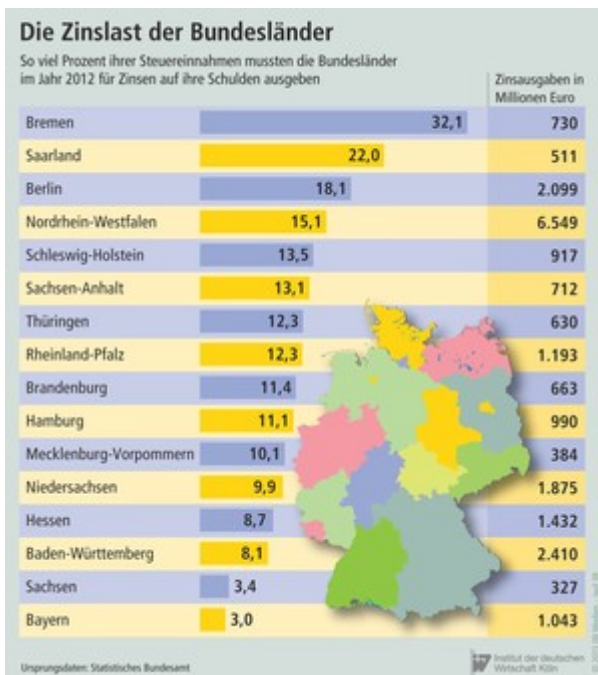 Die Zinslast der Bundesländer
So viel Prozent ihrer Steuereinnahmen mussten die Bundesländer
im Jahr 2012 für Zinsen auf ihre Schulden ausgeben
Zinsausgaben in
Millionen Euro
Bremen 32,1 730
Saarland 22,0 511
Berlin 18,1 2.099
Nordrhein-Westfalen 15,1 6.549
Schleswig-Holstein 13,5 917
Sachsen-Anhalt 13,1 712
Thüringen 12,3 630
Rheinland-Pfalz 12,3 1.193
Brandenburg 11,4 663
Hamburg 11,1 990
Mecklenburg-Vorpommern 10,1 384
Niedersachsen 9,9 1.875
Hessen 8,7 1.432
Baden-Württemberg 8,1 2.410
Sachsen 3,4 327
Bayern 3,0 1.043
Ursprungsdaten: Statistisches Bundesamt
Institut der deutschen
Wirtschaft Köln